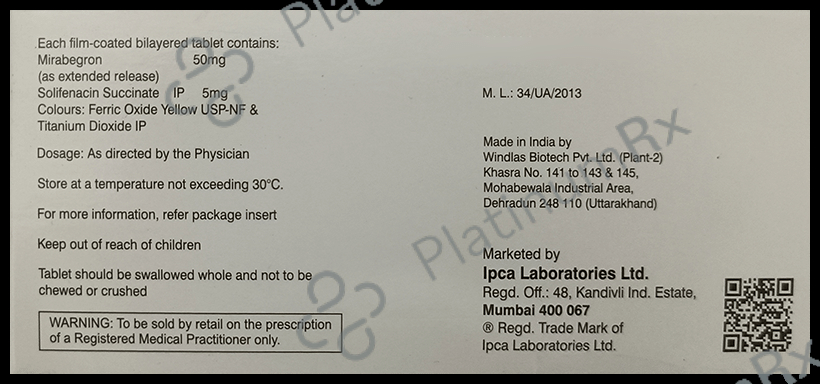 Each film-coated bilayered tablet contains:
Mirabegron 50mg
(as extended release)
Solifenacin Succinate IP 5mg
Colours: Ferric Oxide Yellow USP-NF &
Titanium Dioxide IP
Dosage: As directed by the Physician
Store at a temperature not exceeding 30°C.
For more information, refer package insert
Keep out of reach of children
Tablet should be swallowed whole and not to be
chewed or crushed
WARNING: To be sold by retail on the prescription
of a Registered Medical Practitioner only.
M. L.: 34/UA/2013
Made in India by
Windlas Biotech Pvt. Ltd. (Plant-2)
Khasra No. 141 to 143 & 145,
Mohabewala Industrial Area,
Dehradun 248 110 (Uttarakhand)
Marketed by
Ipca Laboratories Ltd.
Regd. Off.: 48, Kandivli Ind. Estate,
Mumbai 400 067
® Regd. Trade Mark of
Ipca Laboratories Ltd.
PlatinumRx
PlatinumRx